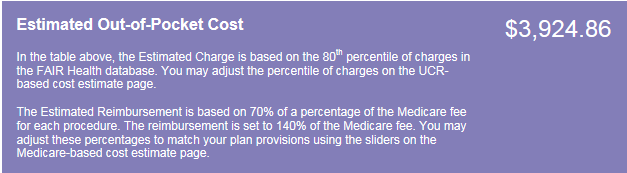 Estimated Out-of-Pocket Cost
$3,924.86
In the table above, the Estimated Charge is based on the 80th percentile of charges in
the FAIR Health database. You may adjust the percentile of charges on the UCR-
based cost estimate page.
The Estimated Reimbursement is based on 70% of a percentage of the Medicare fee
for each procedure. The reimbursement is set to 140% of the Medicare fee. You may
adjust these percentages to match your plan provisions using the sliders on the
Medicare-based cost estimate page.